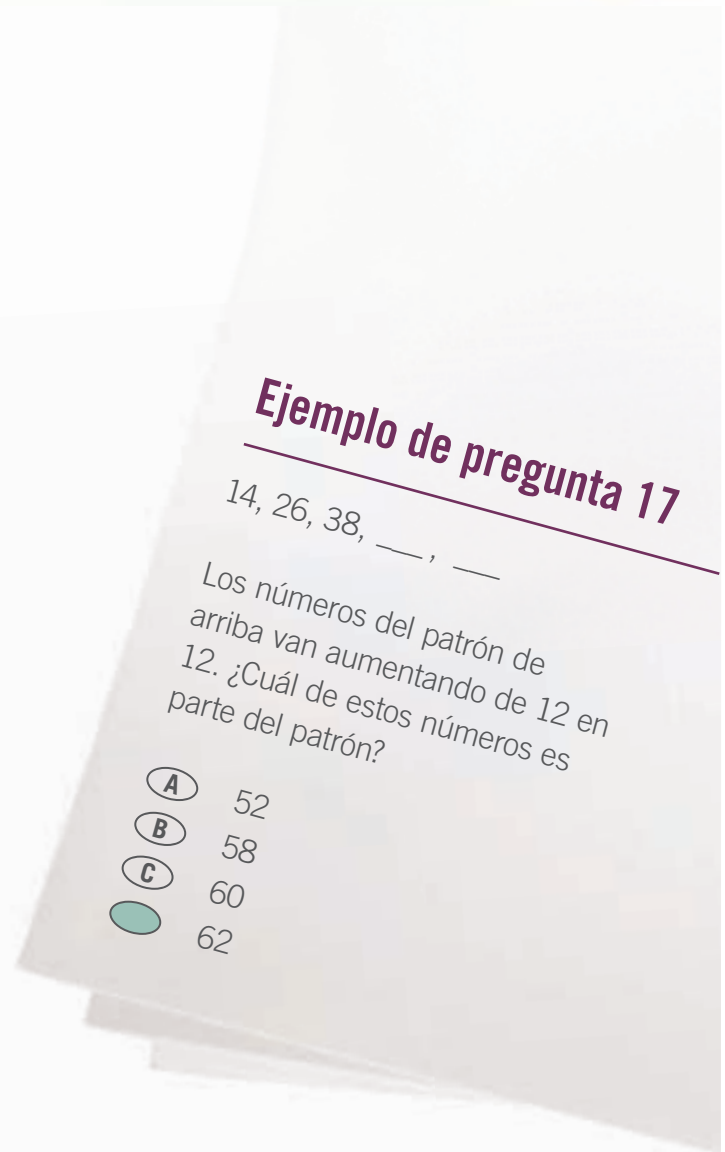 Ejemplo de pregunta 17
14, 26, 38, ___ , ___
Los números del patrón de
arriba van aumentando de 12 en
12. ¿Cuál de estos números es
parte del patrón?
A 52
B 58
C 60
62